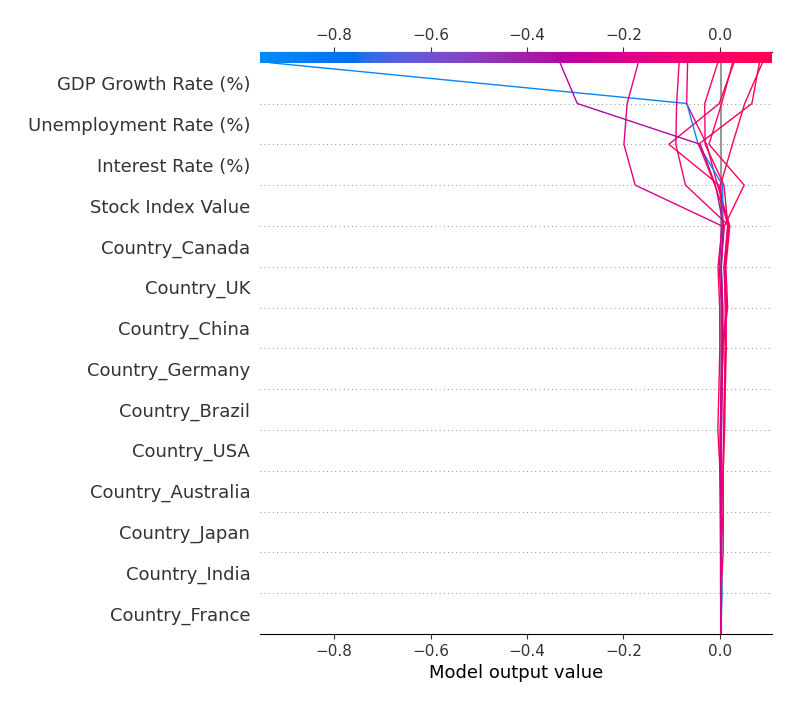 −0.8 −0.6 −0.4 −0.2 0.0
GDP Growth Rate (%)
Unemployment Rate (%)
Interest Rate (%)
Stock Index Value
Country_Canada
Country_UK
Country_China
Country_Germany
Country_Brazil
Country_USA
Country_Australia
Country_Japan
Country_India
Country_France
−0.8 −0.6 −0.4 −0.2 0.0
Model output value